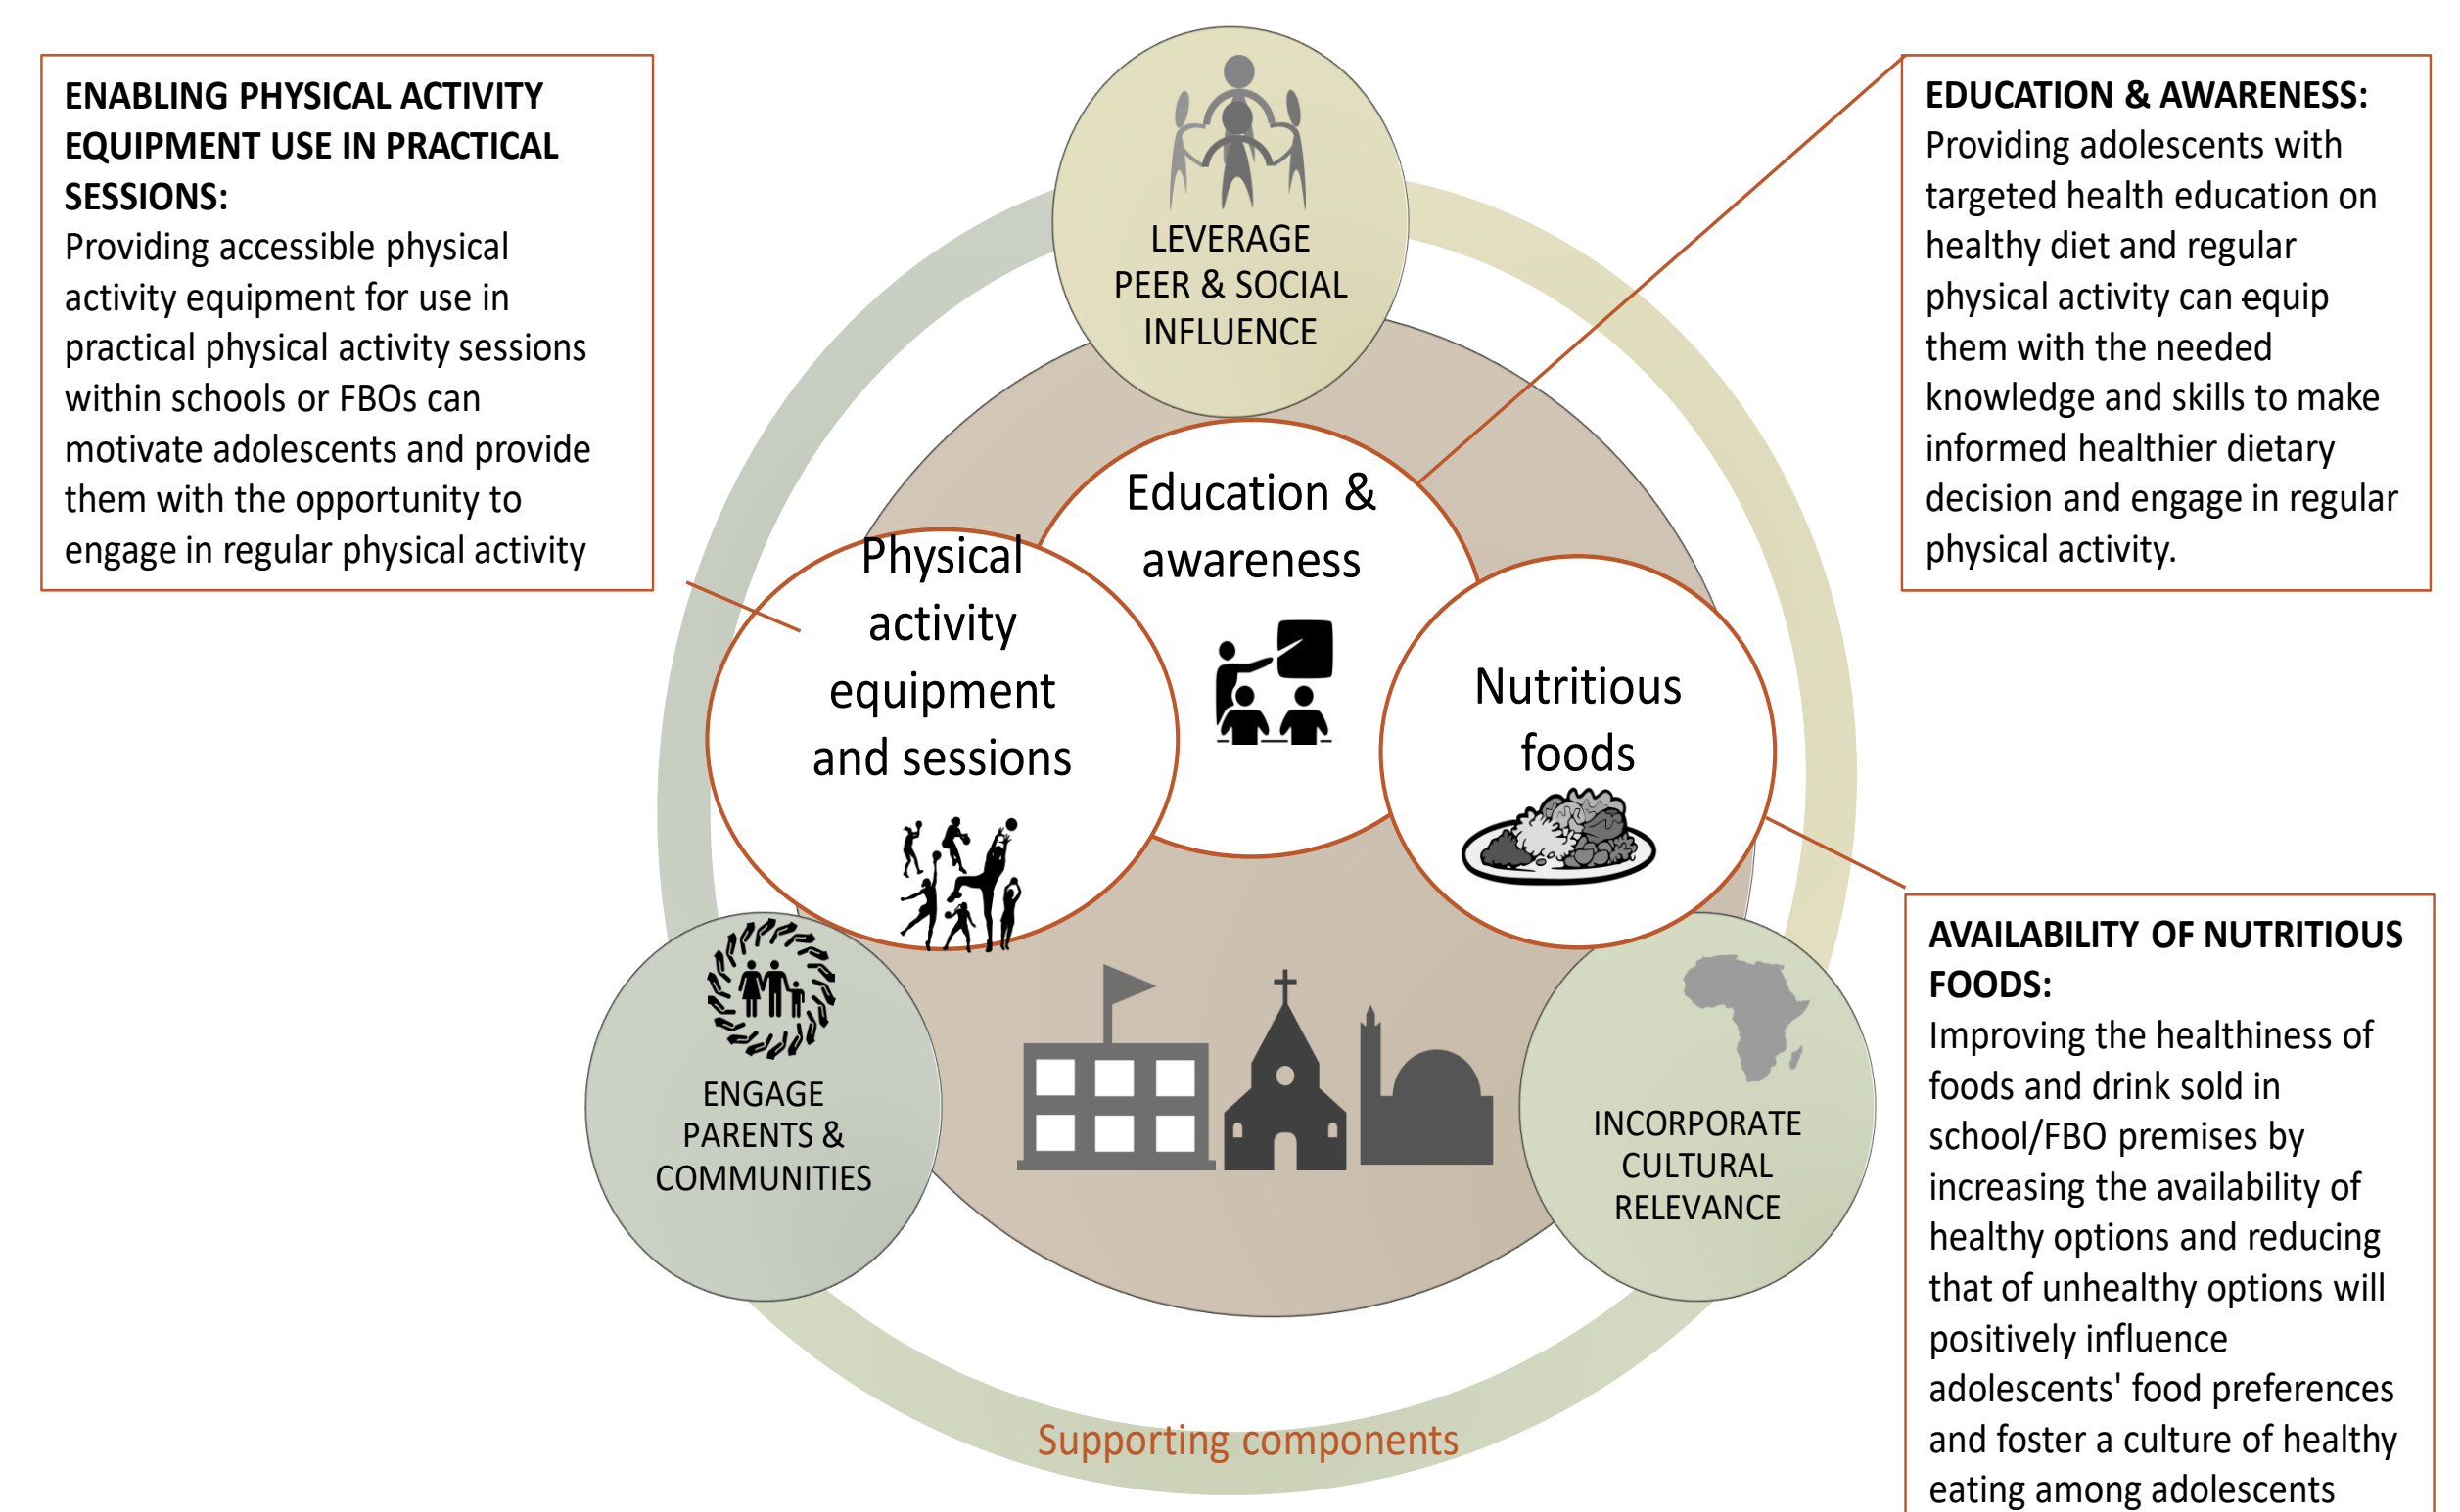 ENABLING PHYSICAL ACTIVITY
EQUIPMENT USE IN PRACTICAL
SESSIONS:
Providing accessible physical
activity equipment for use in
practical physical activity sessions
within schools or FBOs can
motivate adolescents and provide
them with the opportunity to
engage in regular physical activity
LEVERAGE
PEER & SOCIAL
INFLUENCE
EDUCATION & AWARENESS:
Providing adolescents with
targeted health education on
healthy diet and regular
physical activity can equip
them with the needed
knowledge and skills to make
informed healthier dietary
decision and engage in regular
physical activity.
Education &
awareness
Physical
activity
equipment
and sessions
Nutritious
foods
ENGAGE
PARENTS &
COMMUNITIES
INCORPORATE
CULTURAL
RELEVANCE
AVAILABILITY OF NUTRITIOUS
FOODS:
Improving the healthiness of
foods and drink sold in
school/FBO premises by
increasing the availability of
healthy options and reducing
that of unhealthy options will
positively influence
adolescents' food preferences
and foster a culture of healthy
eating among adolescents
Supporting components